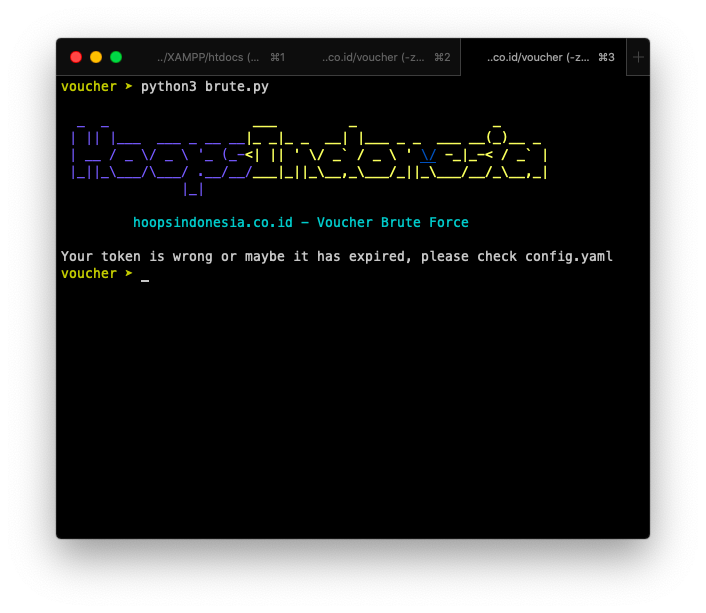 ../XAMPP/htdocs (... ⌘1
..co.id/voucher (-z... ⌘2
..co.id/voucher (-z... ⌘3
voucher ➤ python3 brute.py
HoopsIndonesia
hoopsindonesia.co.id - Voucher Brute Force
Your token is wrong or maybe it has expired, please check config.yaml
voucher ➤ _